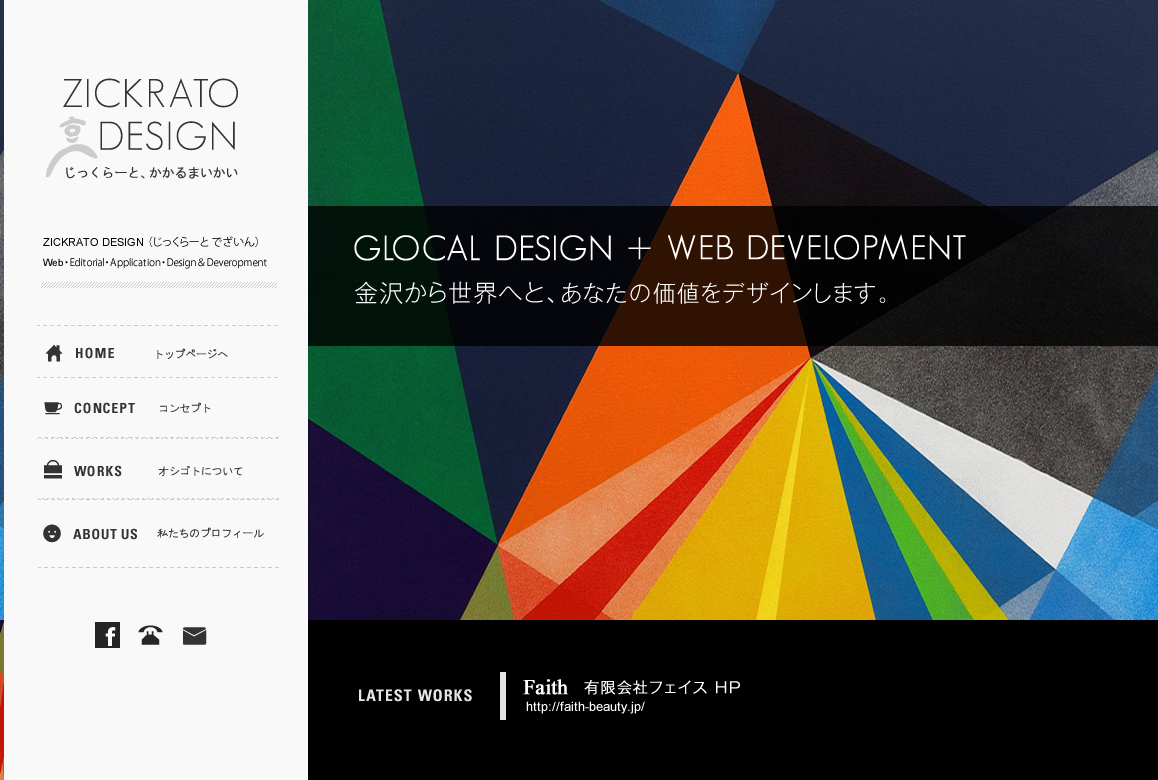 ZICKRATO
DESIGN
じっくらーと、かかるまいかい
ZICKRATO DESIGN（じっくらーと でざいん）
Web・Editorial・Application・Design & Deveropment
HOME トップページへ
CONCEPT コンセプト
WORKS オシゴトについて
ABOUT US 私たちのプロフィール
f
GLOCAL DESIGN + WEB DEVELOPMENT
金沢から世界へと、あなたの価値をデザインします。
LATEST WORKS
Faith 有限会社フェイス HP
http://faith-beauty.jp/